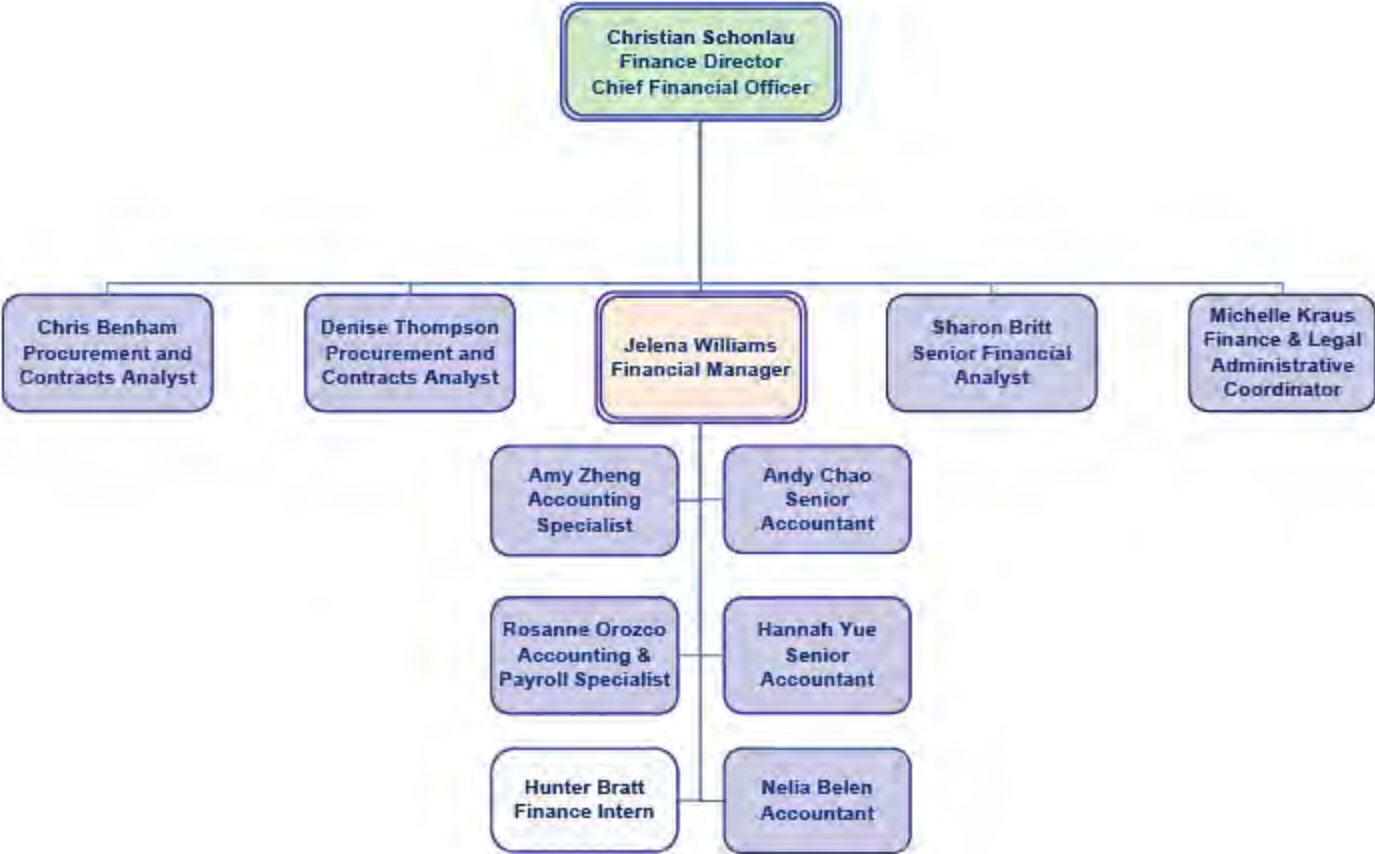 Christian Schonlau
Finance Director
Chief Financial Officer
Chris Benham
Procurement and
Contracts Analyst
Denise Thompson
Procurement and
Contracts Analyst
Jelena Williams
Financial Manager
Sharon Britt
Senior Financial
Analyst
Michelle Kraus
Finance & Legal
Administrative
Coordinator
Amy Zheng
Accounting
Specialist
Andy Chao
Senior
Accountant
Rosanne Orozco
Accounting &
Payroll Specialist
Hannah Yue
Senior
Accountant
Hunter Bratt
Finance Intern
Nelia Belen
Accountant